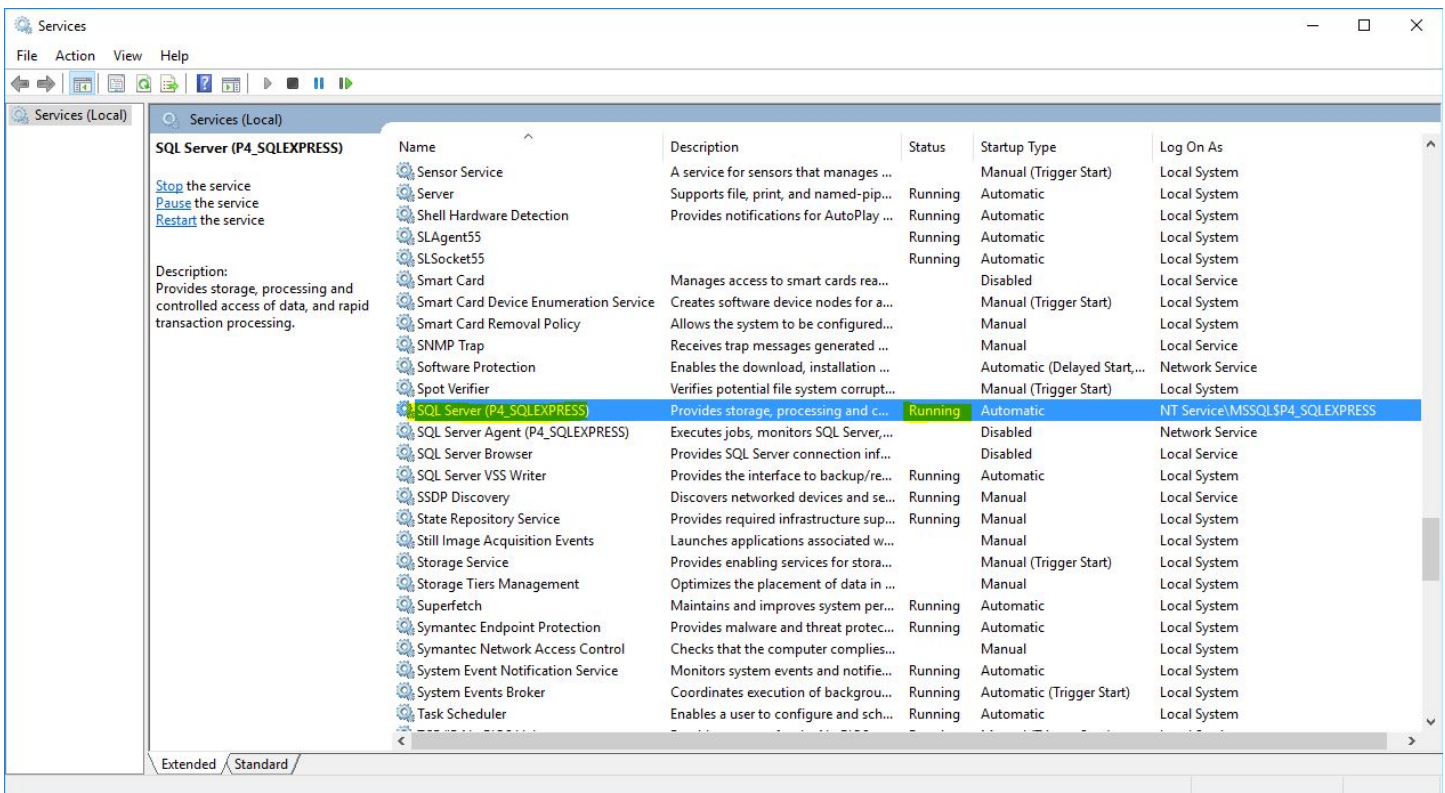 Services
File Action View Help
Services (Local)
Services (Local)
SQL Server (P4_SQLEXPRESS)
Stop the service
Pause the service
Restart the service
Description:
Provides storage, processing and
controlled access of data, and rapid
transaction processing.
Name Description Status Startup Type Log On As
Sensor Service A service for sensors that manages ... Manual (Trigger Start) Local System
Server Supports file, print, and named-pip... Running Automatic Local System
Shell Hardware Detection Provides notifications for AutoPlay ... Running Automatic Local System
SLAgent55 Running Automatic Local System
SLSocket55 Running Automatic Local System
Smart Card Manages access to smart cards rea... Disabled Local Service
Smart Card Device Enumeration Service Creates software device nodes for a... Manual (Trigger Start) Local System
Smart Card Removal Policy Allows the system to be configured... Manual Local System
SNMP Trap Receives trap messages generated ... Manual Local Service
Software Protection Enables the download, installation ... Automatic (Delayed Start,... Network Service
Spot Verifier Verifies potential file system corrupt... Manual (Trigger Start) Local System
SQL Server (P4_SQLEXPRESS) Provides storage, processing and c... Running Automatic NT Service\MSSQL$P4_SQLEXPRESS
SQL Server Agent (P4_SQLEXPRESS) Executes jobs, monitors SQL Server,... Disabled Network Service
SQL Server Browser Provides SQL Server connection inf... Disabled Local Service
SQL Server VSS Writer Provides the interface to backup/re... Running Automatic Local System
SSDP Discovery Discovers networked devices and se... Running Manual Local Service
State Repository Service Provides required infrastructure sup... Running Manual Local System
Still Image Acquisition Events Launches applications associated w... Manual Local System
Storage Service Provides enabling services for stora... Manual (Trigger Start) Local System
Storage Tiers Management Optimizes the placement of data in ... Manual Local System
Superfetch Maintains and improves system per... Running Automatic Local System
Symantec Endpoint Protection Provides malware and threat protec... Running Automatic Local System
Symantec Network Access Control Checks that the computer complies... Manual Local System
System Event Notification Service Monitors system events and notifie... Running Automatic Local System
System Events Broker Coordinates execution of backgrou... Running Automatic (Trigger Start) Local System
Task Scheduler Enables a user to configure and sch... Running Automatic Local System
Extended Standard